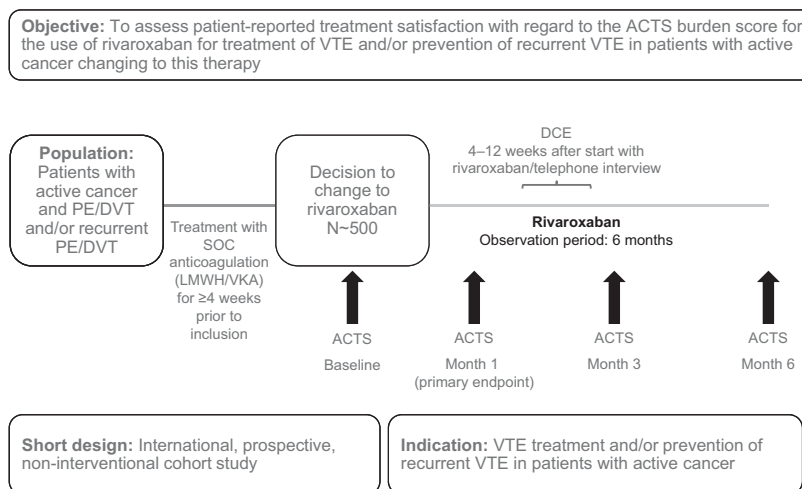 Objective: To assess patient-reported treatment satisfaction with regard to the ACTS burden score for
the use of rivaroxaban for treatment of VTE and/or prevention of recurrent VTE in patients with active
cancer changing to this therapy
Population:
Patients with
active cancer
and PE/DVT
and/or recurrent
PE/DVT
Treatment with
SOC
anticoagulation
(LMWH/VKA)
for ≥4 weeks
prior to
inclusion
Decision to
change to
rivaroxaban
N~500
DCE
4–12 weeks after start with
rivaroxaban/telephone interview
Rivaroxaban
Observation period: 6 months
ACTS
Baseline
ACTS
Month 1
(primary endpoint)
ACTS
Month 3
ACTS
Month 6
Short design: International, prospective,
non-interventional cohort study
Indication: VTE treatment and/or prevention of
recurrent VTE in patients with active cancer